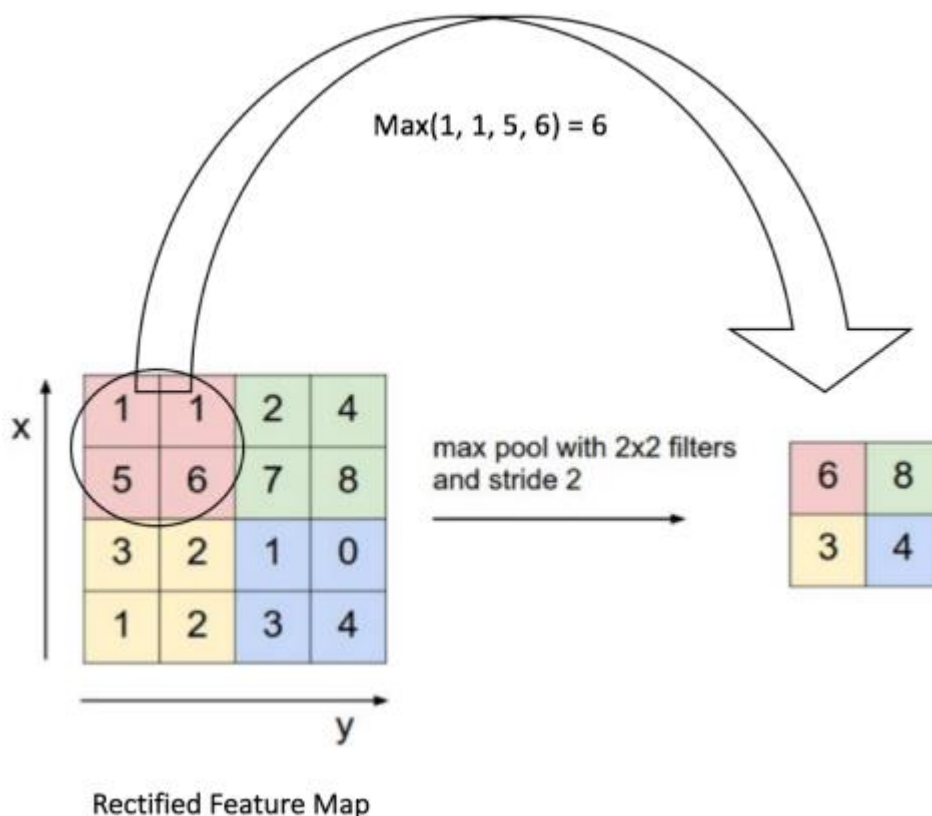 Max(1, 1, 5, 6) = 6
x
1 1 2 4
5 6 7 8
3 2 1 0
1 2 3 4
y
max pool with 2x2 filters
and stride 2
6 8
3 4
Rectified Feature Map